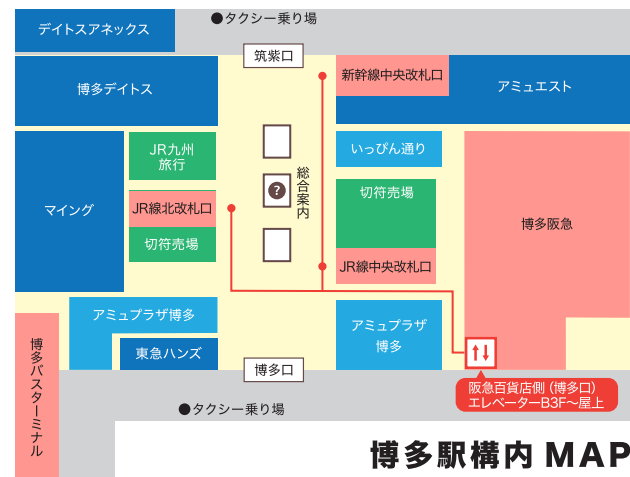 ●タクシー乗り場
デイトスアネックス
筑紫口
新幹線中央改札口
博多デイトス
アミュエスト
JR九州
旅行
いっぴん通り
?
総合案内
切符売場
マイング
JR線北改札口
博多阪急
切符売場
JR線中央改札口
アミュプラザ博多
アミュプラザ
博多
東急ハンズ
博多バスターミナル
博多口
阪急百貨店側（博多口）
エレベーターB3F〜屋上
●タクシー乗り場
博多駅構内 MAP